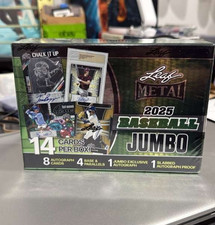 CHALK IT UP
Leaf
METAL
2025
BASEBALL
JUMBO
14 CARDS PER BOX!
8 AUTOGRAPH CARDS
4 BASE & PARALLELS
1 JUMBO EXCLUSIVE AUTOGRAPH
1 SLABBED AUTOGRAPH PROOF